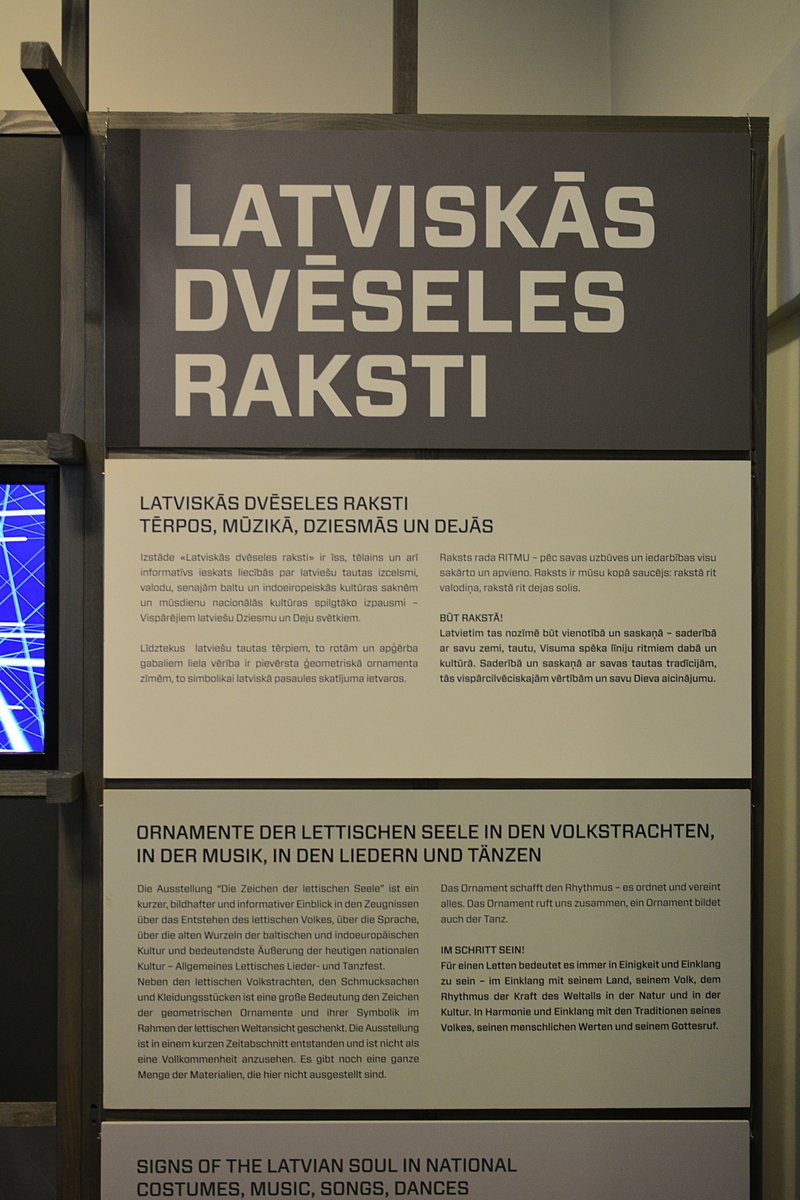 LATVISKĀS
DVĒSELES
RAKSTI
LATVISKĀS DVĒSELES RAKSTI
TĒRPOS, MŪZIKĀ, DZIESMĀS UN DEJĀS
Izstāde «Latviskās dvēseles raksti» ir īss, tēlains un arī
informatīvs ieskats liecībās par latviešu tautas izcelsmi,
valodu, senajām baltu un indoeiropeiskās kultūras saknēm
un mūsdienu nacionālās kultūras spilgtāko izpausmi –
Vispārējiem latviešu Dziesmu un Deju svētkiem.
Līdztekus latviešu tautas tērpiem, to rotām un apģērba
gabaliem liela vērība ir pievērsta ģeometriskā ornamenta
zīmēm, to simbolikai latviskā pasaules skatījuma ietvaros.
Raksts rada RITMU – pēc savas uzbūves un iedarbības visu
sakārto un apvieno. Raksts ir mūsu kopā saucējs: rakstā rit
valodiņa, rakstā rit dejas solis.
BŪT RAKSTĀ!
Latvietim tas nozīmē būt vienotībā un saskaņā – saderībā
ar savu zemi, tautu, Visuma spēka līniju ritmiem dabā un
kultūrā. Saderībā un saskaņā ar savas tautas tradīcijām,
tās vispārcilvēciskajām vērtībām un savu Dieva aicinājumu.
ORNAMENTE DER LETTISCHEN SEELE IN DEN VOLKSTRACHTEN,
IN DER MUSIK, IN DEN LIEDERN UND TÄNZEN
Die Ausstellung “Die Zeichen der lettischen Seele” ist ein
kurzer, bildhafter und informativer Einblick in den Zeugnissen
über das Entstehen des lettischen Volkes, über die Sprache,
über die alten Wurzeln der baltischen und indoeuropäischen
Kultur und bedeutendste Äußerung der heutigen nationalen
Kultur – Allgemeines Lettisches Lieder- und Tanzfest.
Neben den lettischen Volkstrachten, den Schmucksachen
und Kleidungsstücken ist eine große Bedeutung den Zeichen
der geometrischen Ornamente und ihrer Symbolik im
Rahmen der lettischen Weltansicht geschenkt. Die Ausstellung
ist in einem kurzen Zeitabschnitt entstanden und ist nicht als
eine Vollkommenheit anzusehen. Es gibt noch eine ganze
Menge der Materialien, die hier nicht ausgestellt sind.
Das Ornament schafft den Rhythmus – es ordnet und vereint
alles. Das Ornament ruft uns zusammen, ein Ornament bildet
auch der Tanz.
IM SCHRITT SEIN!
Für einen Letten bedeutet es immer in Einigkeit und Einklang
zu sein – im Einklang mit seinem Land, seinem Volk, dem
Rhythmus der Kraft des Weltalls in der Natur und in der
Kultur. In Harmonie und Einklang mit den Traditionen seines
Volkes, seinen menschlichen Werten und seinem Gottesruf.
SIGNS OF THE LATVIAN SOUL IN NATIONAL
COSTUMES, MUSIC, SONGS, DANCES